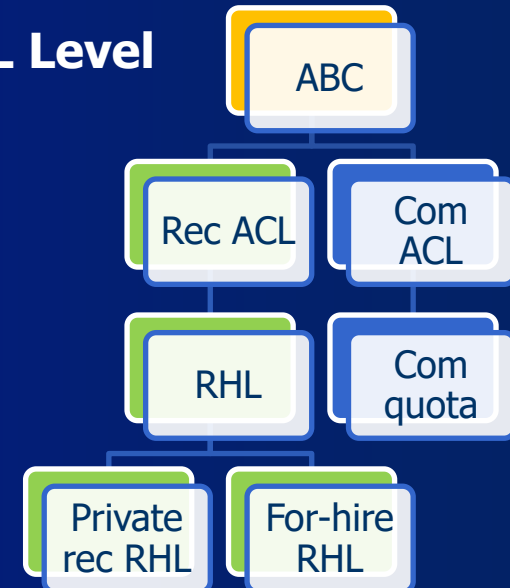 L Level
ABC
Rec ACL
Com
ACL
RHL
Com
quota
Private
rec RHL
For-hire
RHL